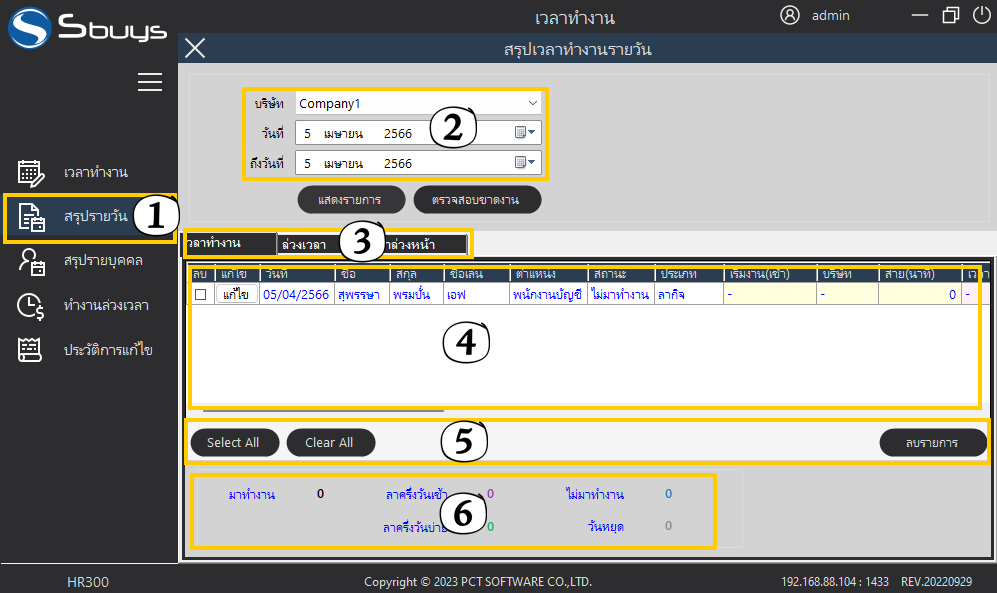 Sbuys
เวลาทำงาน
admin
สรุปเวลาทำงานรายวัน
บริษัท Company1
วันที่ 5 เมษายน 2566
2
ถึงวันที่ 5 เมษายน 2566
แสดงรายการ ตรวจสอบขาดงาน
เวลาทำงาน
สรุปรายวัน
1
สรุปรายบุคคล
ทำงานล่วงเวลา
ประวัติการแก้ไข
วลาทำงาน ล่วงเวลา 3 าล่วงหน้า
ลบ แก้ไข วันที่ ชื่อ สกุล ชื่อเล่น ตำแหน่ง สถานะ ประเภท เริ่มงาน(เช้า) บริษัท สาย(นาที) เวลา
แก้ไข 05/04/2566 สุพรรษา พรมปั่น เอฟ พนักงานบัญชี ไม่มาทำงาน ลากิจ - - 0 -
4
Select All Clear All 5 ลบรายการ
มาทำงาน 0 ลาครึ่งวันเช้า 0 ไม่มาทำงาน 0
6
ลาครึ่งวันบ่าย 0 วันหยุด 0
HR300 Copyright © 2023 PCT SOFTWARE CO.,LTD. 192.168.88.104 : 1433 REV.20220929